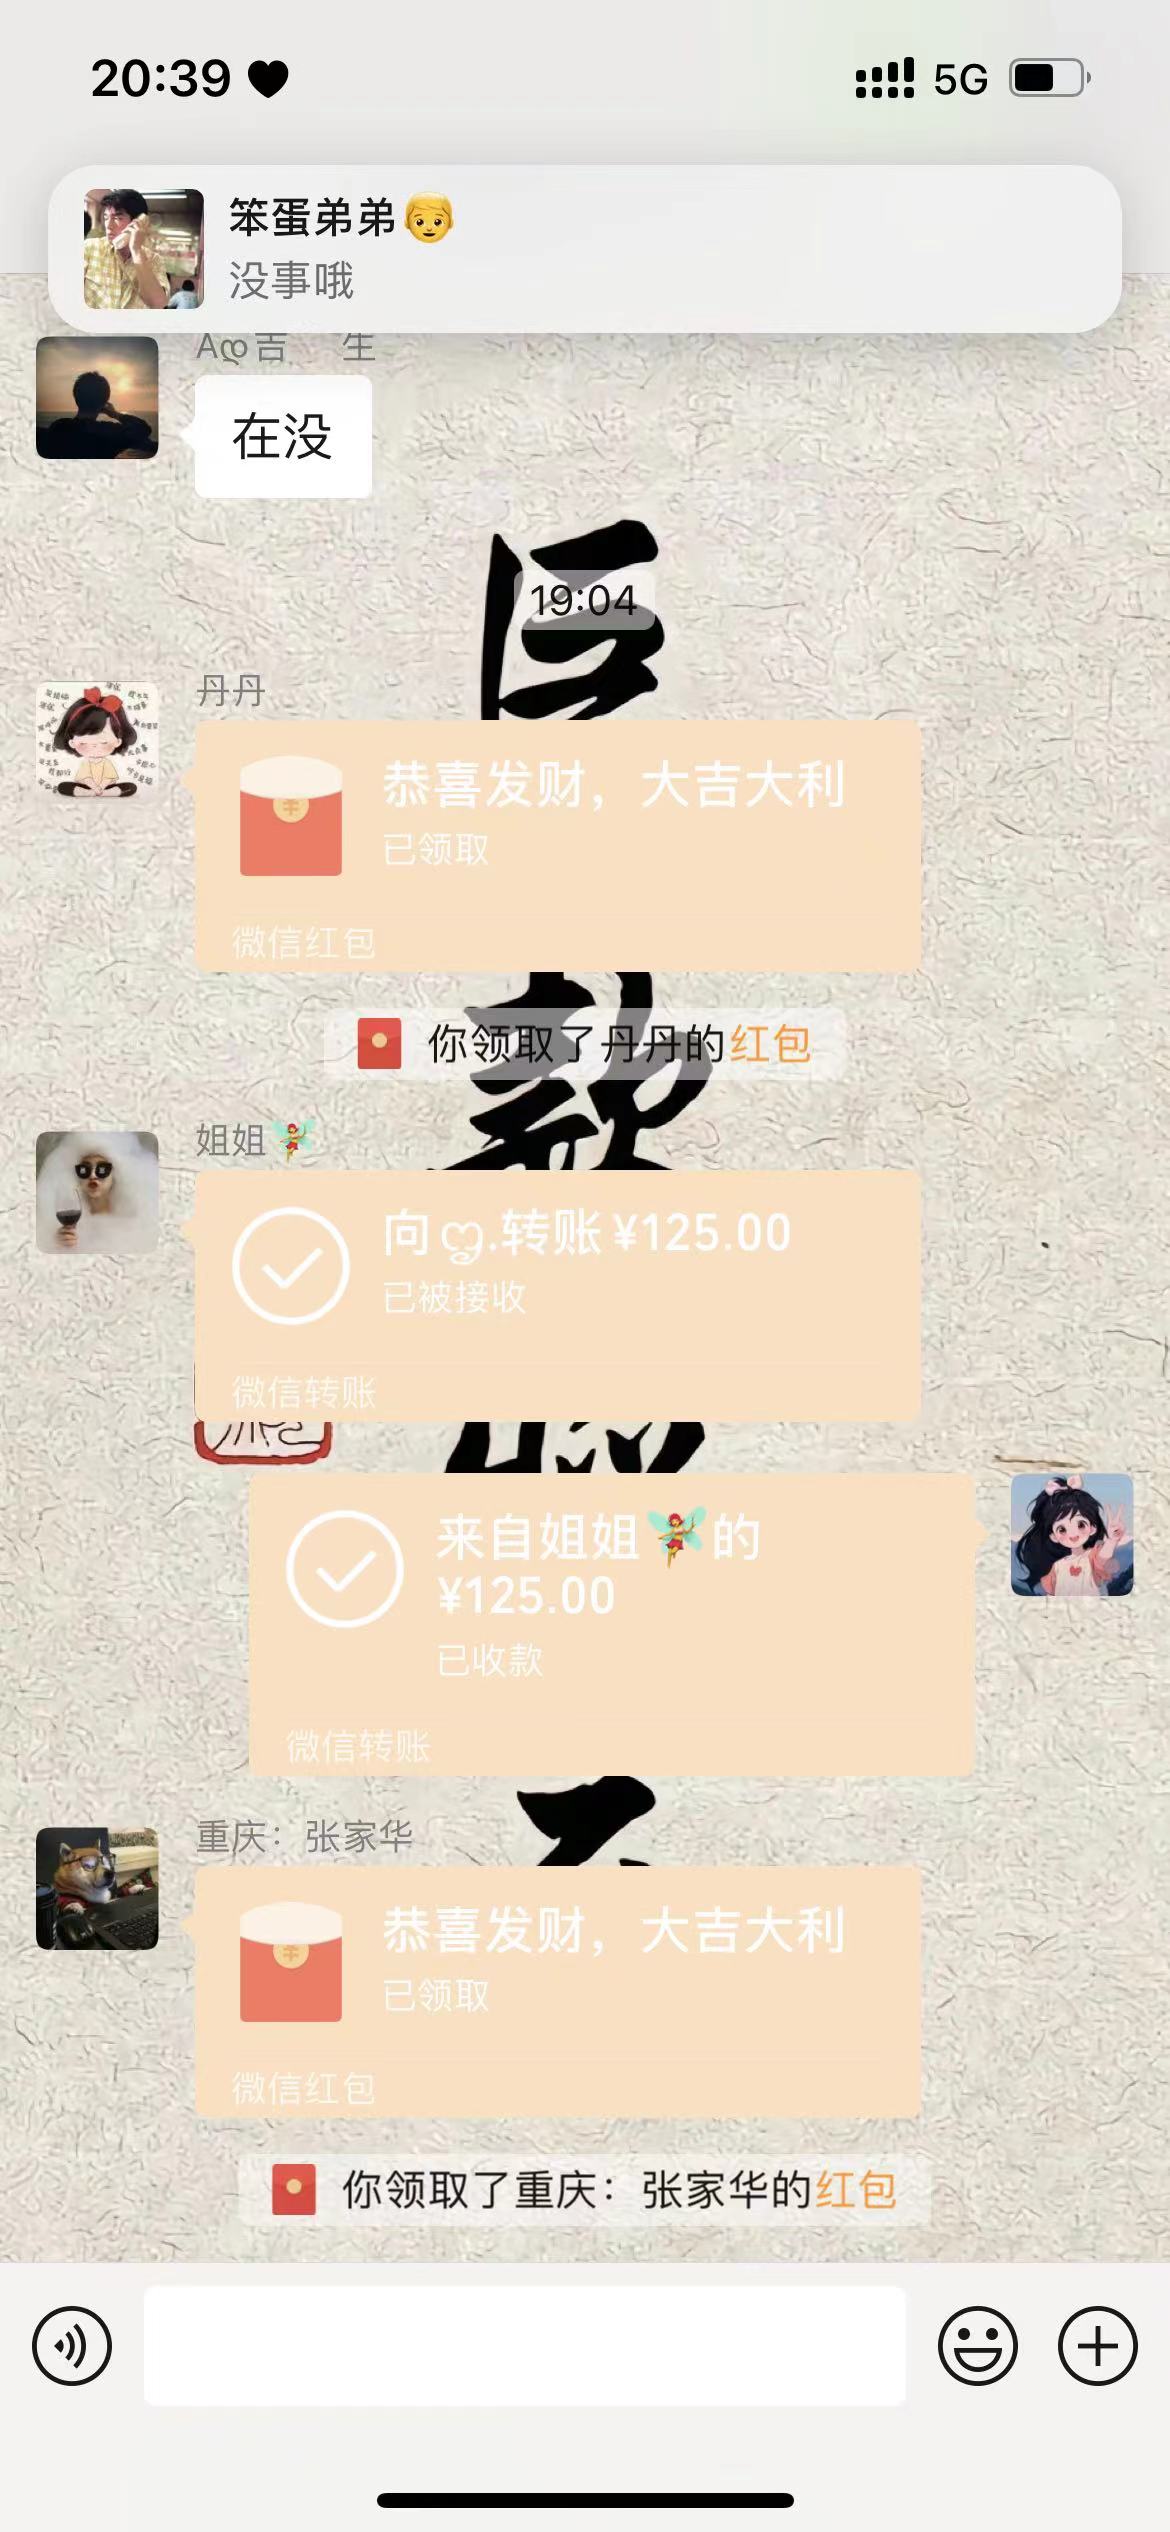 20:39
5G
笨蛋弟弟
没事哦
吉 生
在没
19:04
丹丹
恭喜发财，大吉大利
已领取
微信红包
你领取了丹丹的红包
姐姐
向ღ.转账¥125.00
已被接收
微信转账
来自姐姐的
¥125.00
已收款
微信转账
重庆：张家华
恭喜发财，大吉大利
已领取
微信红包
你领取了重庆：张家华的红包